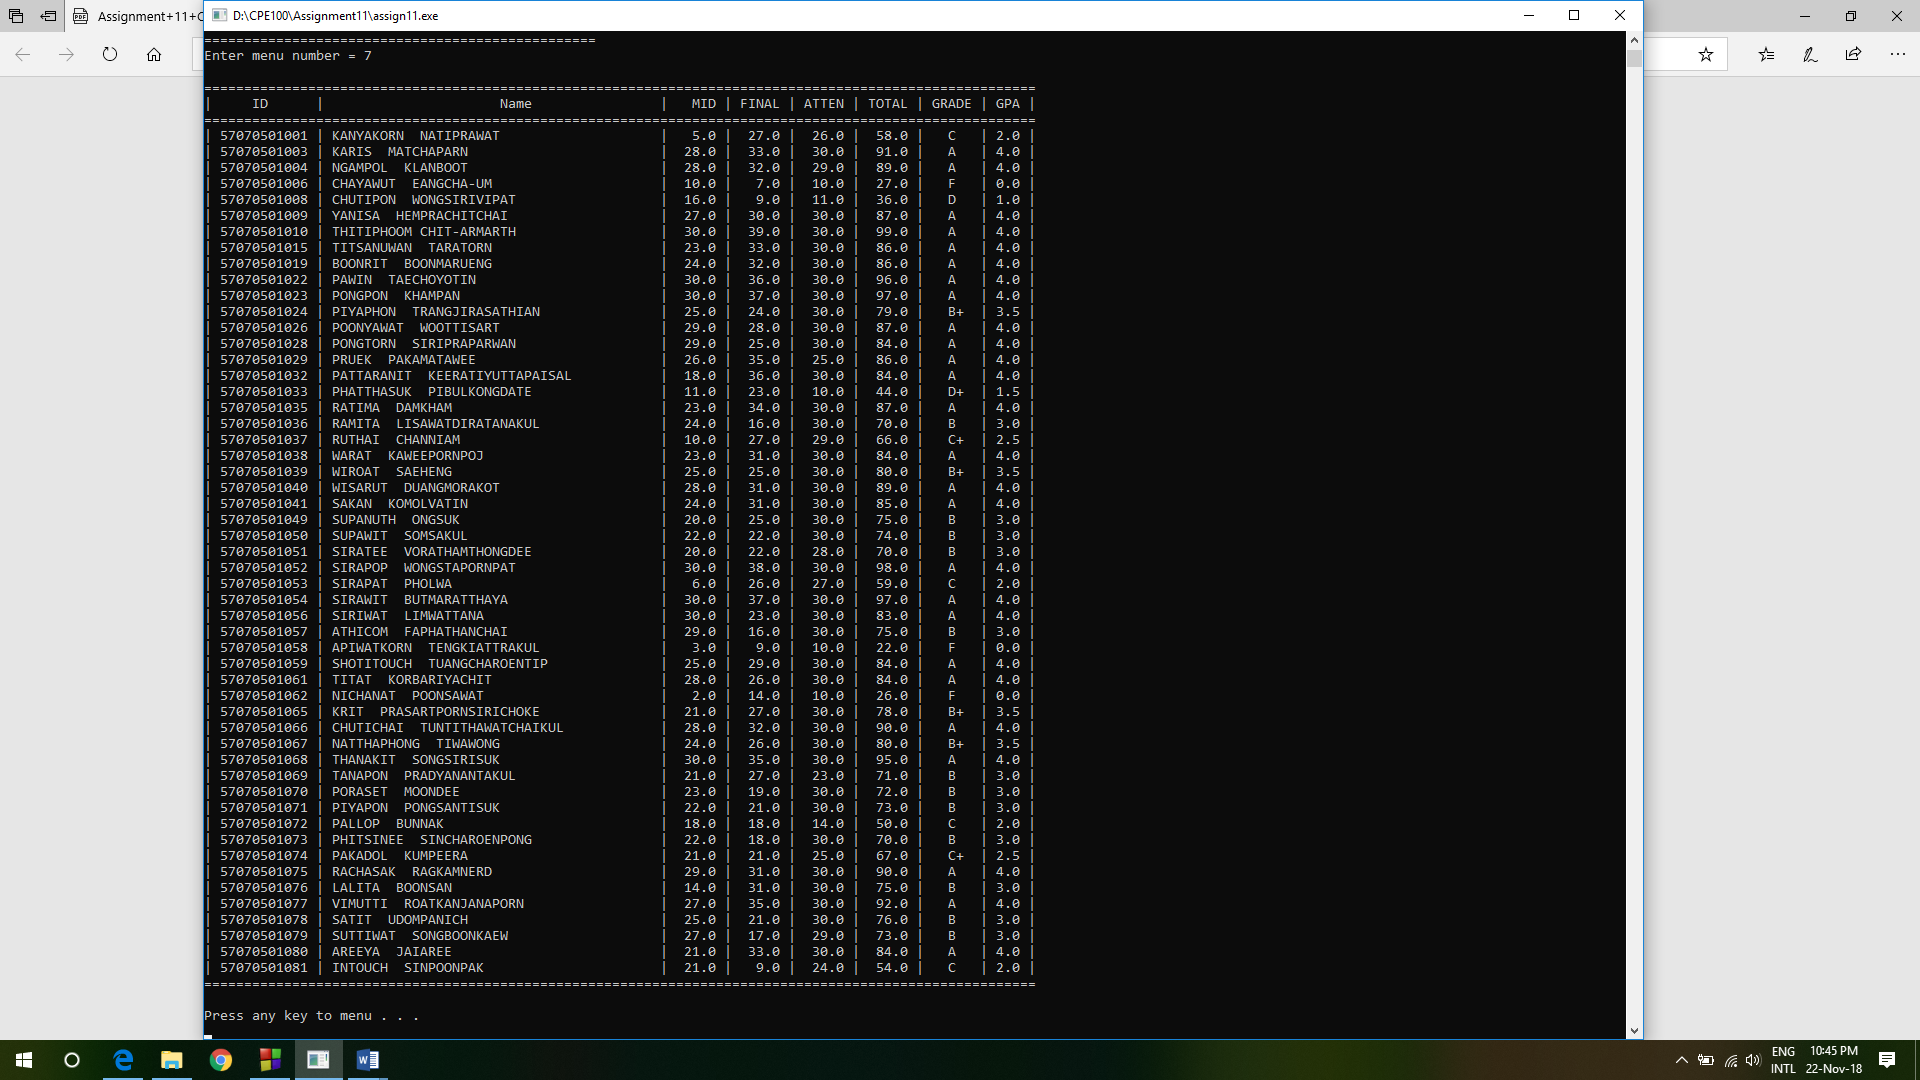 Assignment+11+C
D:\CPE100\Assignment11\assign11.exe
=================================================
Enter menu number = 7
========================================================================================================
|     ID      |                      Name                |   MID | FINAL | ATTEN | TOTAL | GRADE | GPA |
========================================================================================================
| 57070501001 | KANYAKORN  NATIPRAWAT                    |   5.0 |  27.0 |  26.0 |  58.0 |   C   | 2.0 |
| 57070501003 | KARIS  MATCHAPARN                        |  28.0 |  33.0 |  30.0 |  91.0 |   A   | 4.0 |
| 57070501004 | NGAMPOL  KLANBOOT                        |  28.0 |  32.0 |  29.0 |  89.0 |   A   | 4.0 |
| 57070501006 | CHAYAWUT  EANGCHA-UM                     |  10.0 |   7.0 |  10.0 |  27.0 |   F   | 0.0 |
| 57070501008 | CHUTIPON  WONGSIRIVIPAT                  |  16.0 |   9.0 |  11.0 |  36.0 |   D   | 1.0 |
| 57070501009 | YANISA  HEMPRACHITCHAI                   |  27.0 |  30.0 |  30.0 |  87.0 |   A   | 4.0 |
| 57070501010 | THITIPHOOM CHIT-ARMARTH                  |  30.0 |  39.0 |  30.0 |  99.0 |   A   | 4.0 |
| 57070501015 | TITSANUWAN  TARATORN                     |  23.0 |  33.0 |  30.0 |  86.0 |   A   | 4.0 |
| 57070501019 | BOONRIT  BOONMARUENG                     |  24.0 |  32.0 |  30.0 |  86.0 |   A   | 4.0 |
| 57070501022 | PAWIN  TAECHOYOTIN                       |  30.0 |  36.0 |  30.0 |  96.0 |   A   | 4.0 |
| 57070501023 | PONGPON  KHAMPAN                         |  30.0 |  37.0 |  30.0 |  97.0 |   A   | 4.0 |
| 57070501024 | PIYAPHON  TRANGJIRASATHIAN               |  25.0 |  24.0 |  30.0 |  79.0 |   B+  | 3.5 |
| 57070501026 | POONYAWAT  WOOTTISART                    |  29.0 |  28.0 |  30.0 |  87.0 |   A   | 4.0 |
| 57070501028 | PONGTORN  SIRIPRAPARWAN                  |  29.0 |  25.0 |  30.0 |  84.0 |   A   | 4.0 |
| 57070501029 | PRUEK  PAKAMATAWEE                       |  26.0 |  35.0 |  25.0 |  86.0 |   A   | 4.0 |
| 57070501032 | PATTARANIT  KEERATIYUTTAPAISAL           |  18.0 |  36.0 |  30.0 |  84.0 |   A   | 4.0 |
| 57070501033 | PHATTHASUK  PIBULKONGDATE                |  11.0 |  23.0 |  10.0 |  44.0 |   D+  | 1.5 |
| 57070501035 | RATIMA  DAMKHAM                          |  23.0 |  34.0 |  30.0 |  87.0 |   A   | 4.0 |
| 57070501036 | RAMITA  LISAWATDIRATANAKUL               |  24.0 |  16.0 |  30.0 |  70.0 |   B   | 3.0 |
| 57070501037 | RUTHAI  CHANNIAM                         |  10.0 |  27.0 |  29.0 |  66.0 |   C+  | 2.5 |
| 57070501038 | WARAT  KAWEEPORNPOJ                      |  23.0 |  31.0 |  30.0 |  84.0 |   A   | 4.0 |
| 57070501039 | WIROAT  SAEHENG                          |  25.0 |  25.0 |  30.0 |  80.0 |   B+  | 3.5 |
| 57070501040 | WISARUT  DUANGMORAKOT                    |  28.0 |  31.0 |  30.0 |  89.0 |   A   | 4.0 |
| 57070501041 | SAKAN  KOMOLVATIN                        |  24.0 |  31.0 |  30.0 |  85.0 |   A   | 4.0 |
| 57070501049 | SUPANUTH  ONGSUK                         |  20.0 |  25.0 |  30.0 |  75.0 |   B   | 3.0 |
| 57070501050 | SUPAWIT  SOMSAKUL                        |  22.0 |  22.0 |  30.0 |  74.0 |   B   | 3.0 |
| 57070501051 | SIRATEE  VORATHAMTHONGDEE                |  20.0 |  22.0 |  28.0 |  70.0 |   B   | 3.0 |
| 57070501052 | SIRAPOP  WONGSTAPORNPAT                  |  30.0 |  38.0 |  30.0 |  98.0 |   A   | 4.0 |
| 57070501053 | SIRAPAT  PHOLWA                          |   6.0 |  26.0 |  27.0 |  59.0 |   C   | 2.0 |
| 57070501054 | SIRAWIT  BUTMARATTHAYA                   |  30.0 |  37.0 |  30.0 |  97.0 |   A   | 4.0 |
| 57070501056 | SIRIWAT  LIMWATTANA                      |  30.0 |  23.0 |  30.0 |  83.0 |   A   | 4.0 |
| 57070501057 | ATHICOM  FAPHATHANCHAI                   |  29.0 |  16.0 |  30.0 |  75.0 |   B   | 3.0 |
| 57070501058 | APIWATKORN  TENGKIATTRAKUL               |   3.0 |   9.0 |  10.0 |  22.0 |   F   | 0.0 |
| 57070501059 | SHOTITOUCH  TUANGCHAROENTIP              |  25.0 |  29.0 |  30.0 |  84.0 |   A   | 4.0 |
| 57070501061 | TITAT  KORBARIYACHIT                     |  28.0 |  26.0 |  30.0 |  84.0 |   A   | 4.0 |
| 57070501062 | NICHANAT  POONSAWAT                      |   2.0 |  14.0 |  10.0 |  26.0 |   F   | 0.0 |
| 57070501065 | KRIT  PRASARTPORNSIRICHOKE               |  21.0 |  27.0 |  30.0 |  78.0 |   B+  | 3.5 |
| 57070501066 | CHUTICHAI  TUNTITHAWATCHAIKUL            |  28.0 |  32.0 |  30.0 |  90.0 |   A   | 4.0 |
| 57070501067 | NATTHAPHONG  TIWAWONG                    |  24.0 |  26.0 |  30.0 |  80.0 |   B+  | 3.5 |
| 57070501068 | THANAKIT  SONGSIRISUK                    |  30.0 |  35.0 |  30.0 |  95.0 |   A   | 4.0 |
| 57070501069 | TANAPON  PRADYANANTAKUL                  |  21.0 |  27.0 |  23.0 |  71.0 |   B   | 3.0 |
| 57070501070 | PORASET  MOONDEE                         |  23.0 |  19.0 |  30.0 |  72.0 |   B   | 3.0 |
| 57070501071 | PIYAPON  PONGSANTISUK                    |  22.0 |  21.0 |  30.0 |  73.0 |   B   | 3.0 |
| 57070501072 | PALLOP  BUNNAK                           |  18.0 |  18.0 |  14.0 |  50.0 |   C   | 2.0 |
| 57070501073 | PHITSINEE  SINCHAROENPONG                |  22.0 |  18.0 |  30.0 |  70.0 |   B   | 3.0 |
| 57070501074 | PAKADOL  KUMPEERA                        |  21.0 |  21.0 |  25.0 |  67.0 |   C+  | 2.5 |
| 57070501075 | RACHASAK  RAGKAMNERD                     |  29.0 |  31.0 |  30.0 |  90.0 |   A   | 4.0 |
| 57070501076 | LALITA  BOONSAN                          |  14.0 |  31.0 |  30.0 |  75.0 |   B   | 3.0 |
| 57070501077 | VIMUTTI  ROATKANJANAPORN                 |  27.0 |  35.0 |  30.0 |  92.0 |   A   | 4.0 |
| 57070501078 | SATIT  UDOMPANICH                        |  25.0 |  21.0 |  30.0 |  76.0 |   B   | 3.0 |
| 57070501079 | SUTTIWAT  SONGBOONKAEW                   |  27.0 |  17.0 |  29.0 |  73.0 |   B   | 3.0 |
| 57070501080 | AREEYA  JAIAREE                          |  21.0 |  33.0 |  30.0 |  84.0 |   A   | 4.0 |
| 57070501081 | INTOUCH  SINPOONPAK                      |  21.0 |   9.0 |  24.0 |  54.0 |   C   | 2.0 |
========================================================================================================
Press any key to menu . . .
ENG 10:45 PM
INTL 22-Nov-18